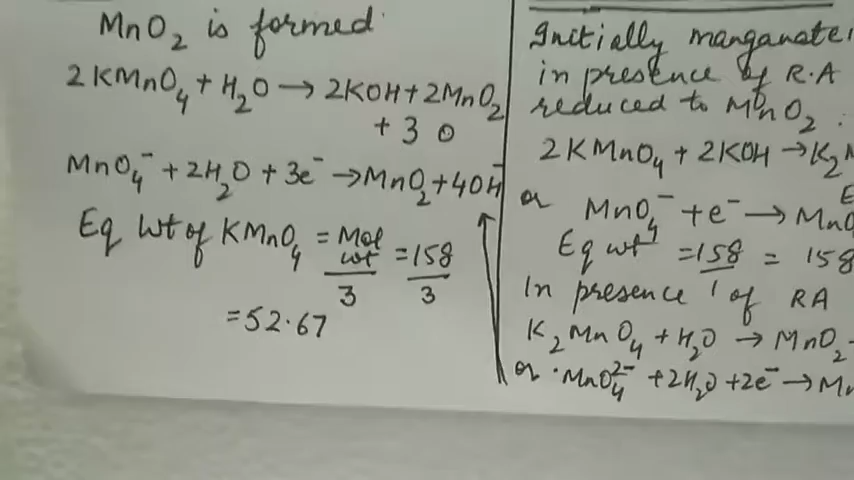 MnO2 is formed.
2KMnO4 + H2O → 2KOH + 2MnO2
+ 3 O
MnO4⁻ + 2H2O + 3e⁻ → MnO2 + 4OH⁻
Eq Wt of KMnO4 = Mol wt / 3 = 158 / 3
= 52.67
Initially manganate
in presence of R.A
reduced to MnO2.
2KMnO4 + 2KOH → K2
or MnO4⁻ + e⁻ → MnO
Eq wt = 158 / 1 = 158
In presence of RA
K2MnO4 + H2O → MnO2
or MnO4²⁻ + 2H2O + 2e⁻ → Mn